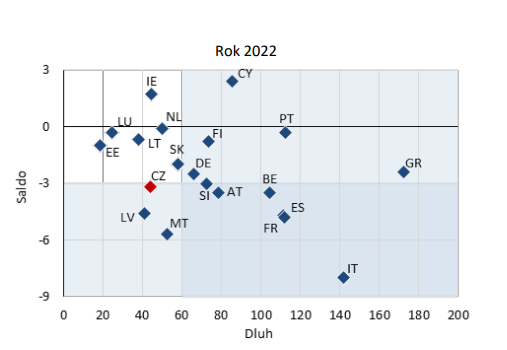 Rok 2022
3
CY
IE
LU
NL
PT
0
FI
EE
LT
SK
DE
GR
CZ
-3
SI
AT
BE
Saldo
LV
MT
ES
FR
-6
IT
-9
0 20 40 60 80 100 120 140 160 180 200
Dluh